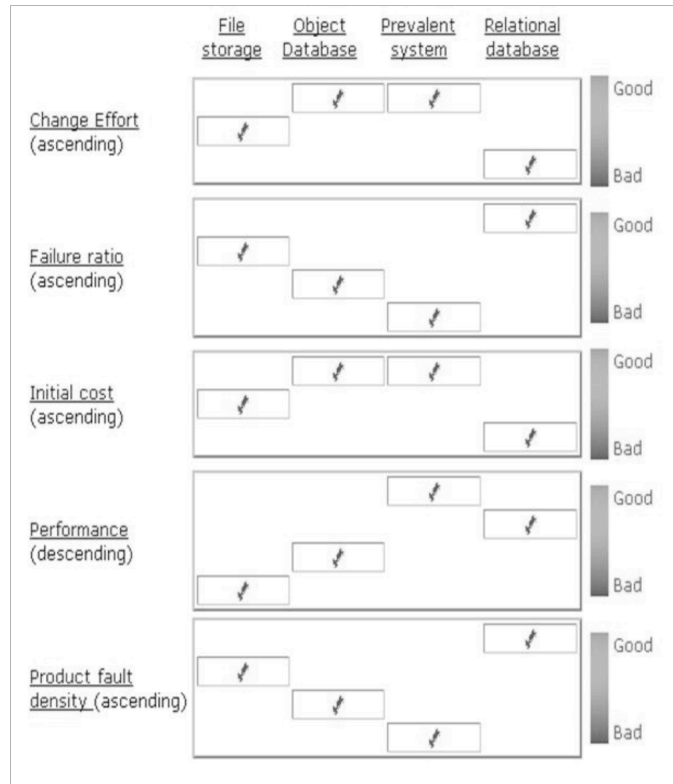 File Object Prevalent Relational
storage Database system database
Good
Change Effort
(ascending)
Bad
Good
Failure ratio
(ascending)
Bad
Good
Initial cost
(ascending)
Bad
Good
Performance
(descending)
Bad
Good
Product fault
density (ascending)
Bad